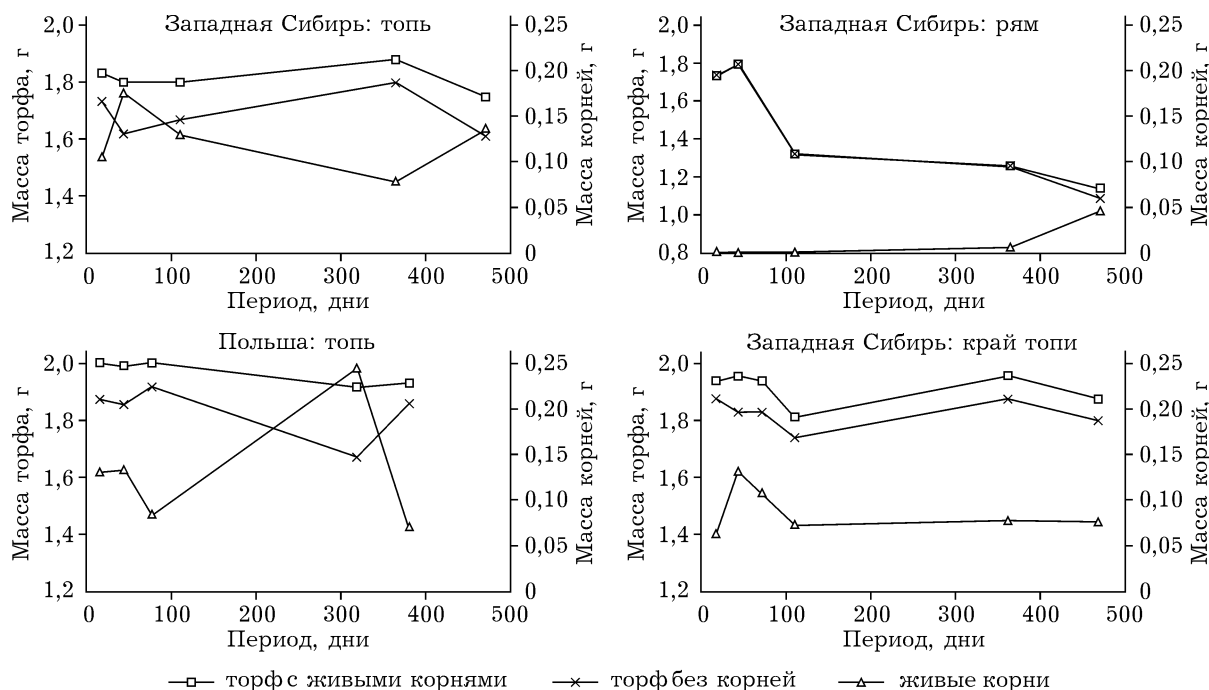 Западная Сибирь: топь
Масса торфа, г
2,0
1,8
1,6
1,4
1,2
0,25
0,20
0,15
0,10
0,05
0
Масса корней, г
0 100 200 300 400 500
Период, дни
Западная Сибирь: рям
Масса торфа, г
2,0
1,8
1,6
1,4
1,2
1,0
0,8
0,25
0,20
0,15
0,10
0,05
0
Масса корней, г
0 100 200 300 400 500
Период, дни
Польша: топь
Масса торфа, г
2,0
1,8
1,6
1,4
1,2
0,25
0,20
0,15
0,10
0,05
0
Масса корней, г
0 100 200 300 400 500
Период, дни
Западная Сибирь: край топи
Масса торфа, г
2,0
1,8
1,6
1,4
1,2
0,25
0,20
0,15
0,10
0,05
0
Масса корней, г
0 100 200 300 400 500
Период, дни
торф с живыми корнями торф без корней живые корни